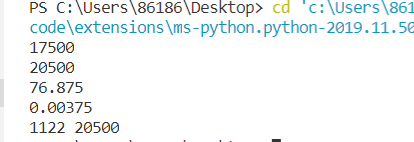 PS C:\Users\86186\Desktop> cd 'c:\Users\861
code\extensions\ms-python.python-2019.11.50
17500
20500
76.875
0.00375
1122 20500